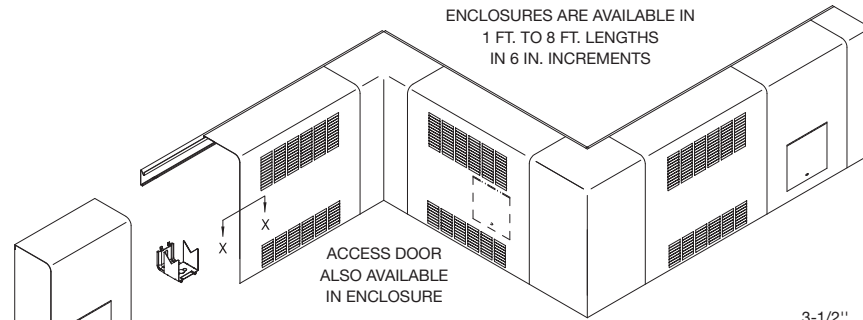 ENCLOSURES ARE AVAILABLE IN
1 FT. TO 8 FT. LENGTHS
IN 6 IN. INCREMENTS
X
X
ACCESS DOOR
ALSO AVAILABLE
IN ENCLOSURE
3-1/2''